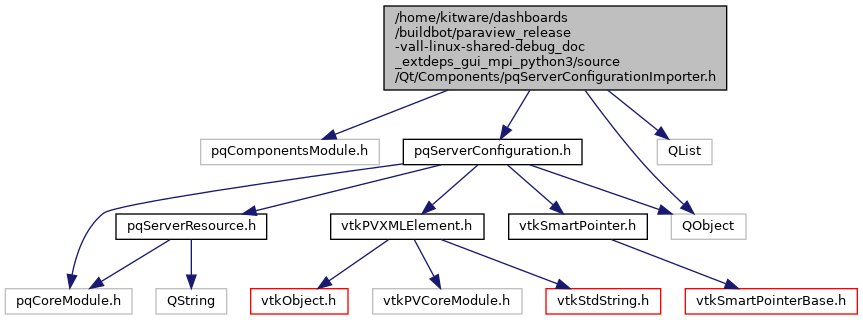 /home/kitware/dashboards
/buildbot/paraview_release
-vall-linux-shared-debug_doc
_extdeps_gui_mpi_python3/source
/Qt/Components/pqServerConfigurationImporter.h
pqComponentsModule.h
pqServerConfiguration.h
QList
pqServerResource.h
vtkPVXMLElement.h
vtkSmartPointer.h
QObject
pqCoreModule.h
QString
vtkObject.h
vtkPVCoreModule.h
vtkStdString.h
vtkSmartPointerBase.h